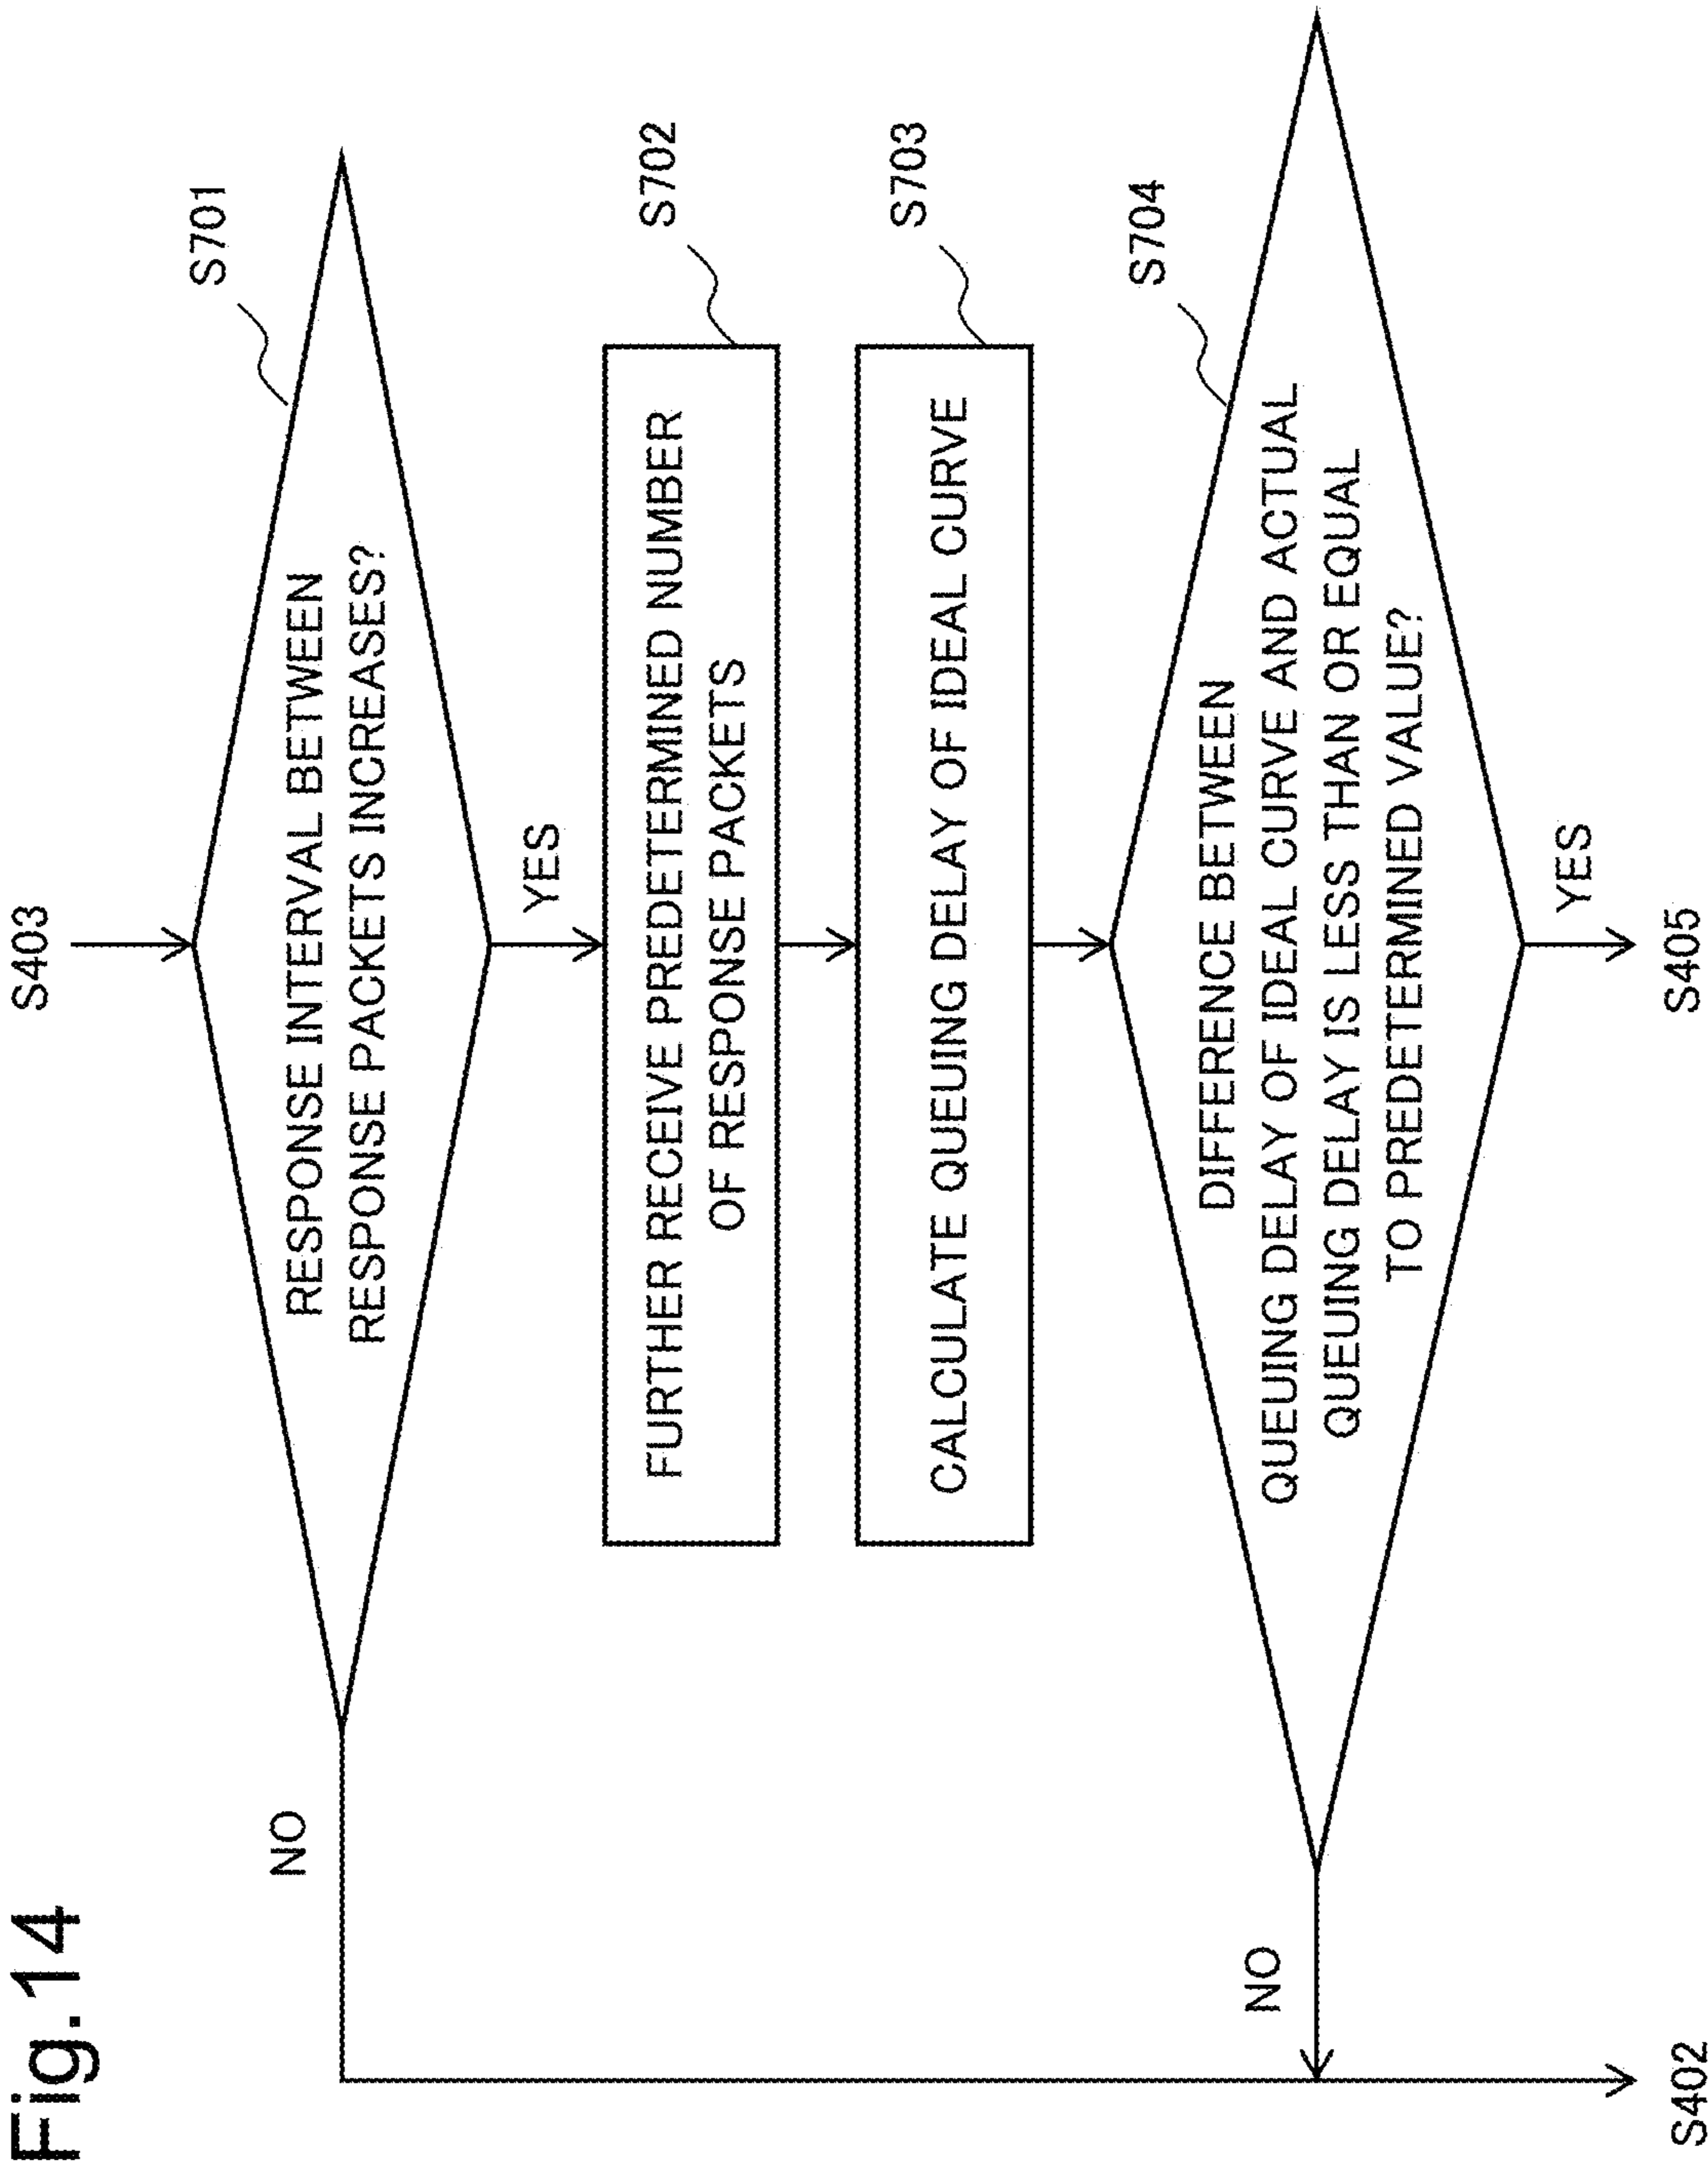 Fig.14
S403
S701
RESPONSE INTERVAL BETWEEN
RESPONSE PACKETS INCREASES?
NO
YES
S702
FURTHER RECEIVE PREDETERMINED NUMBER
OF RESPONSE PACKETS
S703
CALCULATE QUEUING DELAY OF IDEAL CURVE
S704
DIFFERENCE BETWEEN
QUEUING DELAY OF IDEAL CURVE AND ACTUAL
QUEUING DELAY IS LESS THAN OR EQUAL
TO PREDETERMINED VALUE?
NO
YES
S402
S405